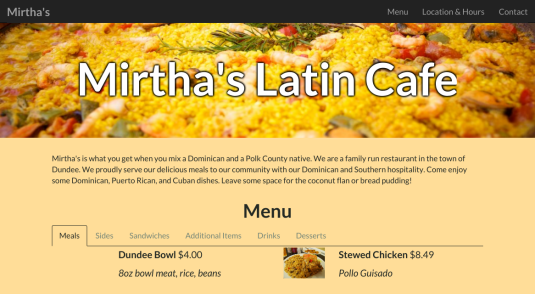 Mirtha's Menu Location & Hours Contact
Mirtha's Latin Cafe
Mirtha's is what you get when you mix a Dominican and a Polk County native. We are a family run restaurant in the town of
Dundee. We proudly serve our delicious meals to our community with our Dominican and Southern hospitality. Come enjoy
some Dominican, Puerto Rican, and Cuban dishes. Leave some space for the coconut flan or bread pudding!
Menu
Meals Sides Sandwiches Additional Items Drinks Desserts
Dundee Bowl $4.00 Stewed Chicken $8.49
8oz bowl meat, rice, beans Pollo Guisado